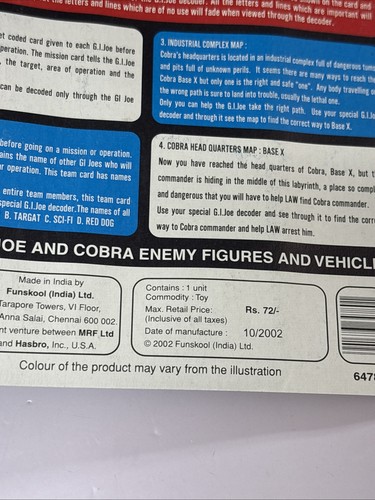 All the letters and lines which are important will
the letters and lines which are of no use will fade when viewed through the decoder.
et coded card given to each G.I.Joe before
peration. The mission card tells the G.I.Joe
, the target, area of operation and the
can be decoded only through the GI Joe
3. INDUSTRIAL COMPLEX MAP :
Cobra's headquarters is located in an industrial complex full of dangerous
and pits full of unknown perils. It seems there are many ways to reach the
Cobra Base X but only one is the right and safe "one". Any body travelling
the wrong path is sure to land into trouble, usually the lethal one.
Only you can help the G.I.Joe take the right path. Use your special G.I.Joe
decoder and through it see the map to find the correct way to Base X.
before going on a mission or operation.
ains the name of other GI Joes who will
r operation. This team card has names
entire team members, this team card
special G.I.Joe decoder.The names of all
B. TARGAT C. SCI-FI D. RED DOG
4. COBRA HEAD QUARTERS MAP : BASE X
Now you have reached the head quarters of Cobra, Base X, but
commander is hiding in the middle of this labyrinth, a place so
and dangerous that you will have to help LAW find Cobra commander.
Use your special G.I.Joe decoder and see through it to find the
way to Cobra commander and help LAW arrest him.
JOE AND COBRA ENEMY FIGURES AND VEHICLE
Made in India by
Funskool (India) Ltd.
Tarapore Towers, VI Floor,
Anna Salai, Chennai 600 002.
nt venture between MRF Ltd
and Hasbro, Inc., U.S.A.
Contains : 1 unit
Commodity : Toy
Max. Retail Price: Rs. 72/-
(Inclusive of all taxes)
Date of manufacture : 10/2002
© 2002 Funskool (India) Ltd.
Colour of the product may vary from the illustration
647